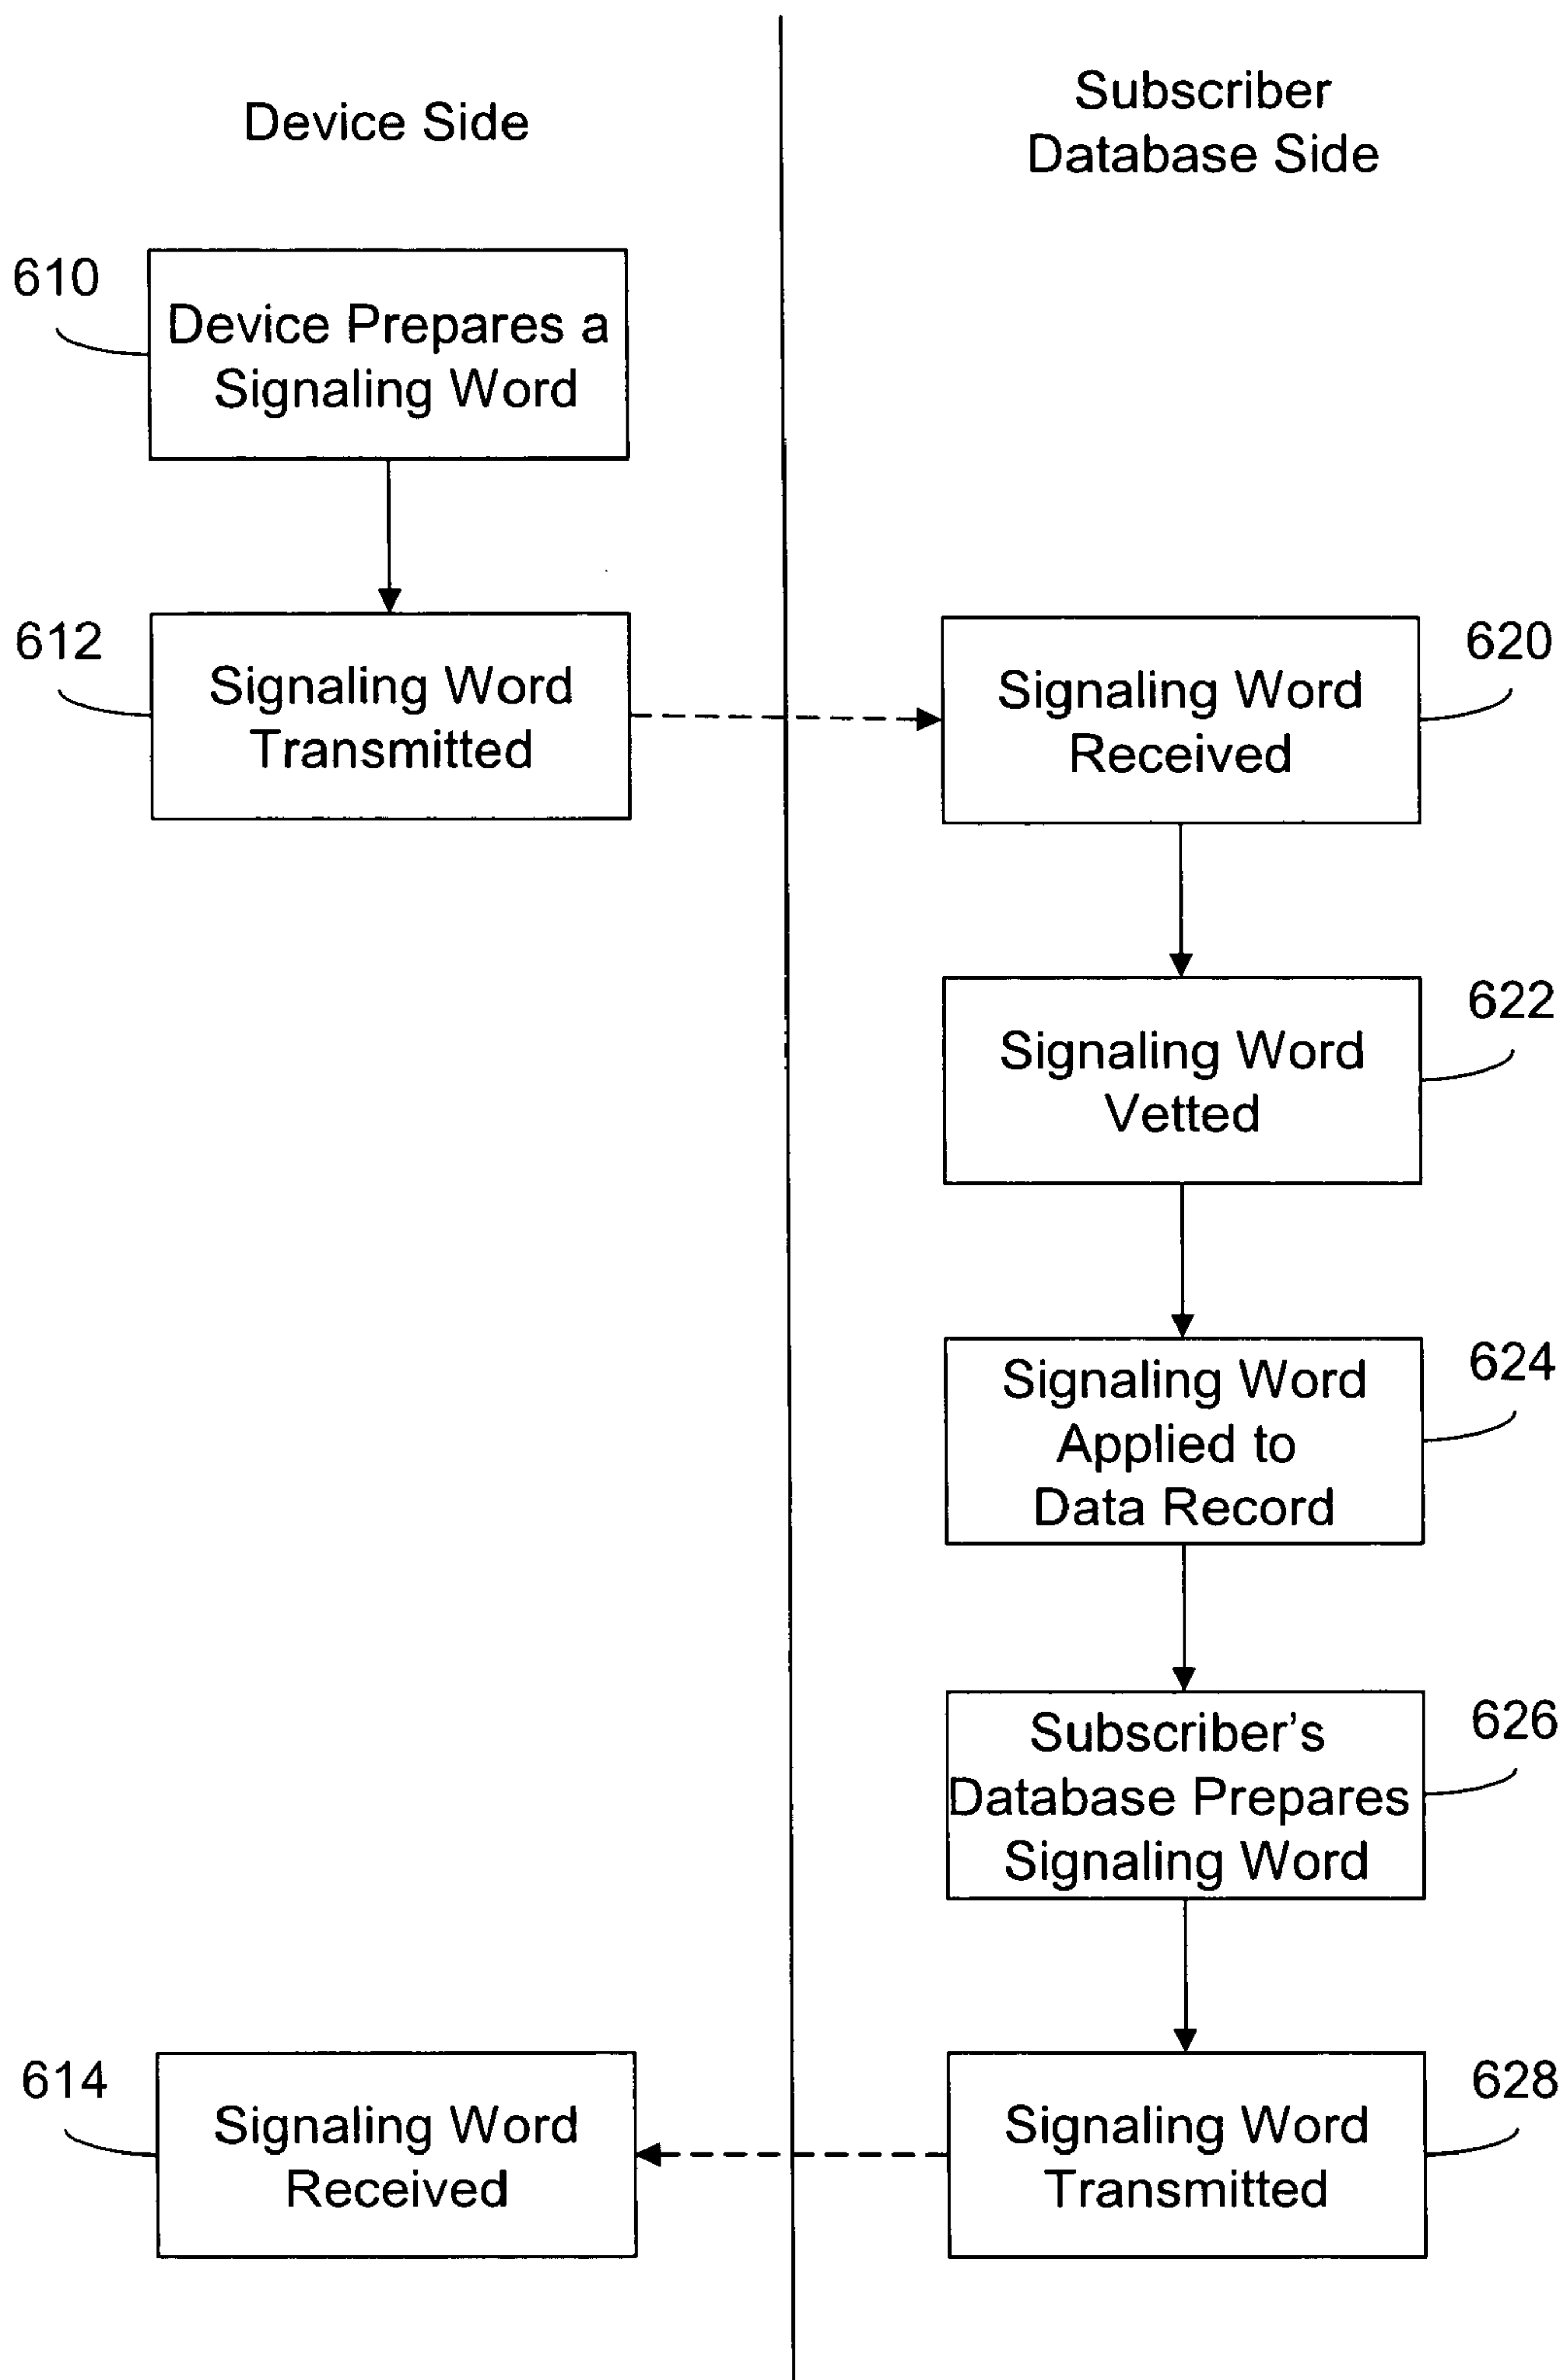 Device Side
Subscriber
Database Side
610
Device Prepares a
Signaling Word
612
Signaling Word
Transmitted
620
Signaling Word
Received
622
Signaling Word
Vetted
624
Signaling Word
Applied to
Data Record
626
Subscriber's
Database Prepares
Signaling Word
614
Signaling Word
Received
628
Signaling Word
Transmitted